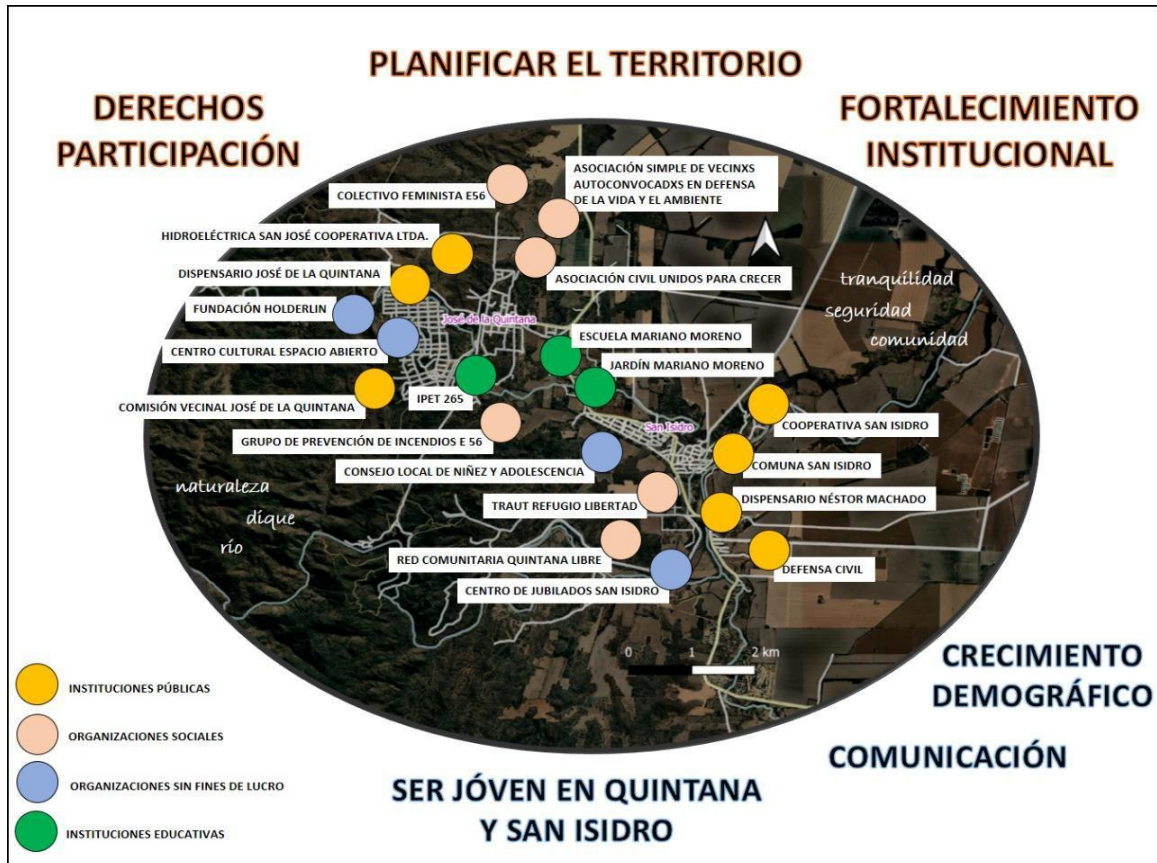 PLANIFICAR EL TERRITORIO
DERECHOS
PARTICIPACIÓN
FORTALECIMIENTO
INSTITUCIONAL
COLECTIVO FEMINISTA E56
ASOCIACIÓN SIMPLE DE VECINXS
AUTOCONVOCADXS EN DEFENSA
DE LA VIDA Y EL AMBIENTE
HIDROELÉCTRICA SAN JOSÉ COOPERATIVA LTDA.
DISPENSARIO JOSÉ DE LA QUINTANA
ASOCIACIÓN CIVIL UNIDOS PARA CRECER
FUNDACIÓN HOLDERLIN
José de la Quintana
CENTRO CULTURAL ESPACIO ABIERTO
ESCUELA MARIANO MORENO
JARDÍN MARIANO MORENO
tranquilidad
seguridad
comunidad
IPET 265
COMISIÓN VECINAL JOSÉ DE LA QUINTANA
GRUPO DE PREVENCIÓN DE INCENDIOS E 56
San Isidro
COOPERATIVA SAN ISIDRO
CONSEJO LOCAL DE NIÑEZ Y ADOLESCENCIA
COMUNA SAN ISIDRO
naturaleza
dique
río
TRAUT REFUGIO LIBERTAD
DISPENSARIO NÉSTOR MACHADO
RED COMUNITARIA QUINTANA LIBRE
DEFENSA CIVIL
CENTRO DE JUBILADOS SAN ISIDRO
0 1 2 km
CRECIMIENTO
DEMOGRÁFICO
COMUNICACIÓN
SER JÓVEN EN QUINTANA
Y SAN ISIDRO
INSTITUCIONES PÚBLICAS
ORGANIZACIONES SOCIALES
ORGANIZACIONES SIN FINES DE LUCRO
INSTITUCIONES EDUCATIVAS